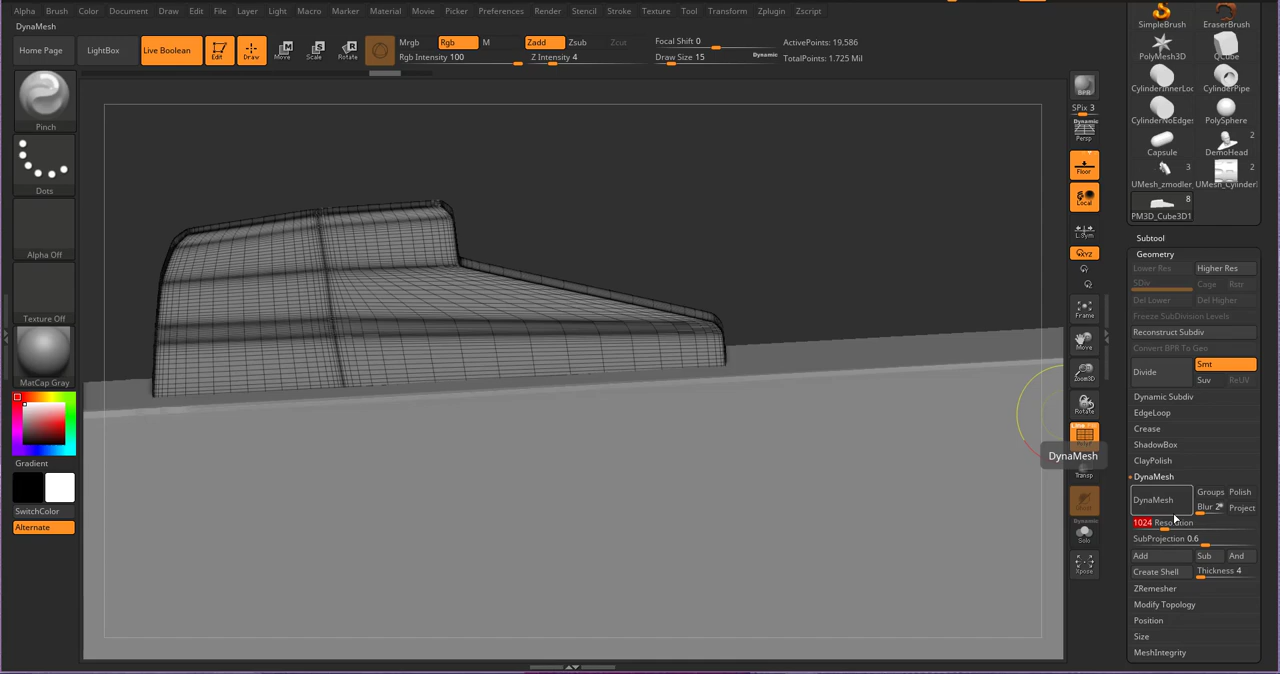 Alpha Brush Color Document Draw Edit File Layer Light Macro Marker Material Movie Picker Preferences Render Stencil Stroke Texture Tool Transform Zplugin Zscript
DynaMesh
Home Page
LightBox
Live Boolean
Edit
Draw
Move
Scale
Rotate
Mrgb Rgb M
Rgb Intensity 100
Zadd Zsub Zcut
Z Intensity 4
Focal Shift 0
Draw Size 15
Dynamic
ActivePoints: 19,586
TotalPoints: 1.725 Mil
Pinch
Dots
Alpha Off
Texture Off
MatCap Gray
Gradient
SwitchColor
Alternate
BPR
SPix 3
Dynamic
Persp
Floor
Local
L.Sym
XYZ
Frame
Move
Zoom3D
Rotate
Line Fill
DynaMesh
Transp
Dynamic
Solo
Xpose
SimpleBrush EraserBrush
PolyMesh3D QCube
CylinderInnerLoc CylinderPipe
CylinderNoEdges PolySphere
2
Capsule DemoHead
3 2
UMesh_zmodler_ UMesh_Cylinder
8
PM3D_Cube3D1
Subtool
Geometry
Lower Res Higher Res
SDiv Cage Rstr
Del Lower Del Higher
Freeze SubDivision Levels
Reconstruct Subdiv
Convert BPR To Geo
Divide Smt
Suv ReUV
Dynamic Subdiv
EdgeLoop
Crease
ShadowBox
ClayPolish
DynaMesh
DynaMesh Groups Polish
Blur 2 Project
1024 Resolution
SubProjection 0.6
Add Sub And
Create Shell Thickness 4
ZRemesher
Modify Topology
Position
Size
MeshIntegrity